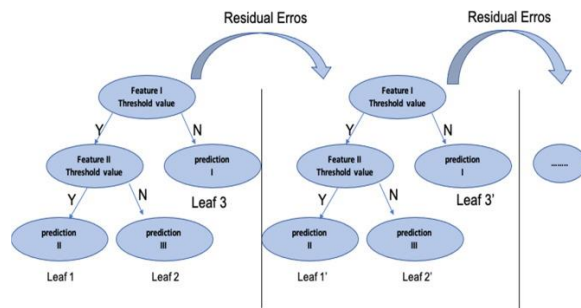 Residual Erros
Residual Erros
Feature I
Threshold value
Y
N
Feature II
Threshold value
prediction
I
Leaf 3
Y
N
prediction
II
prediction
III
Leaf 1
Leaf 2
Feature I
Threshold value
Y
N
Feature II
Threshold value
prediction
I
Leaf 3'
Y
N
prediction
II
prediction
III
Leaf 1'
Leaf 2'
........